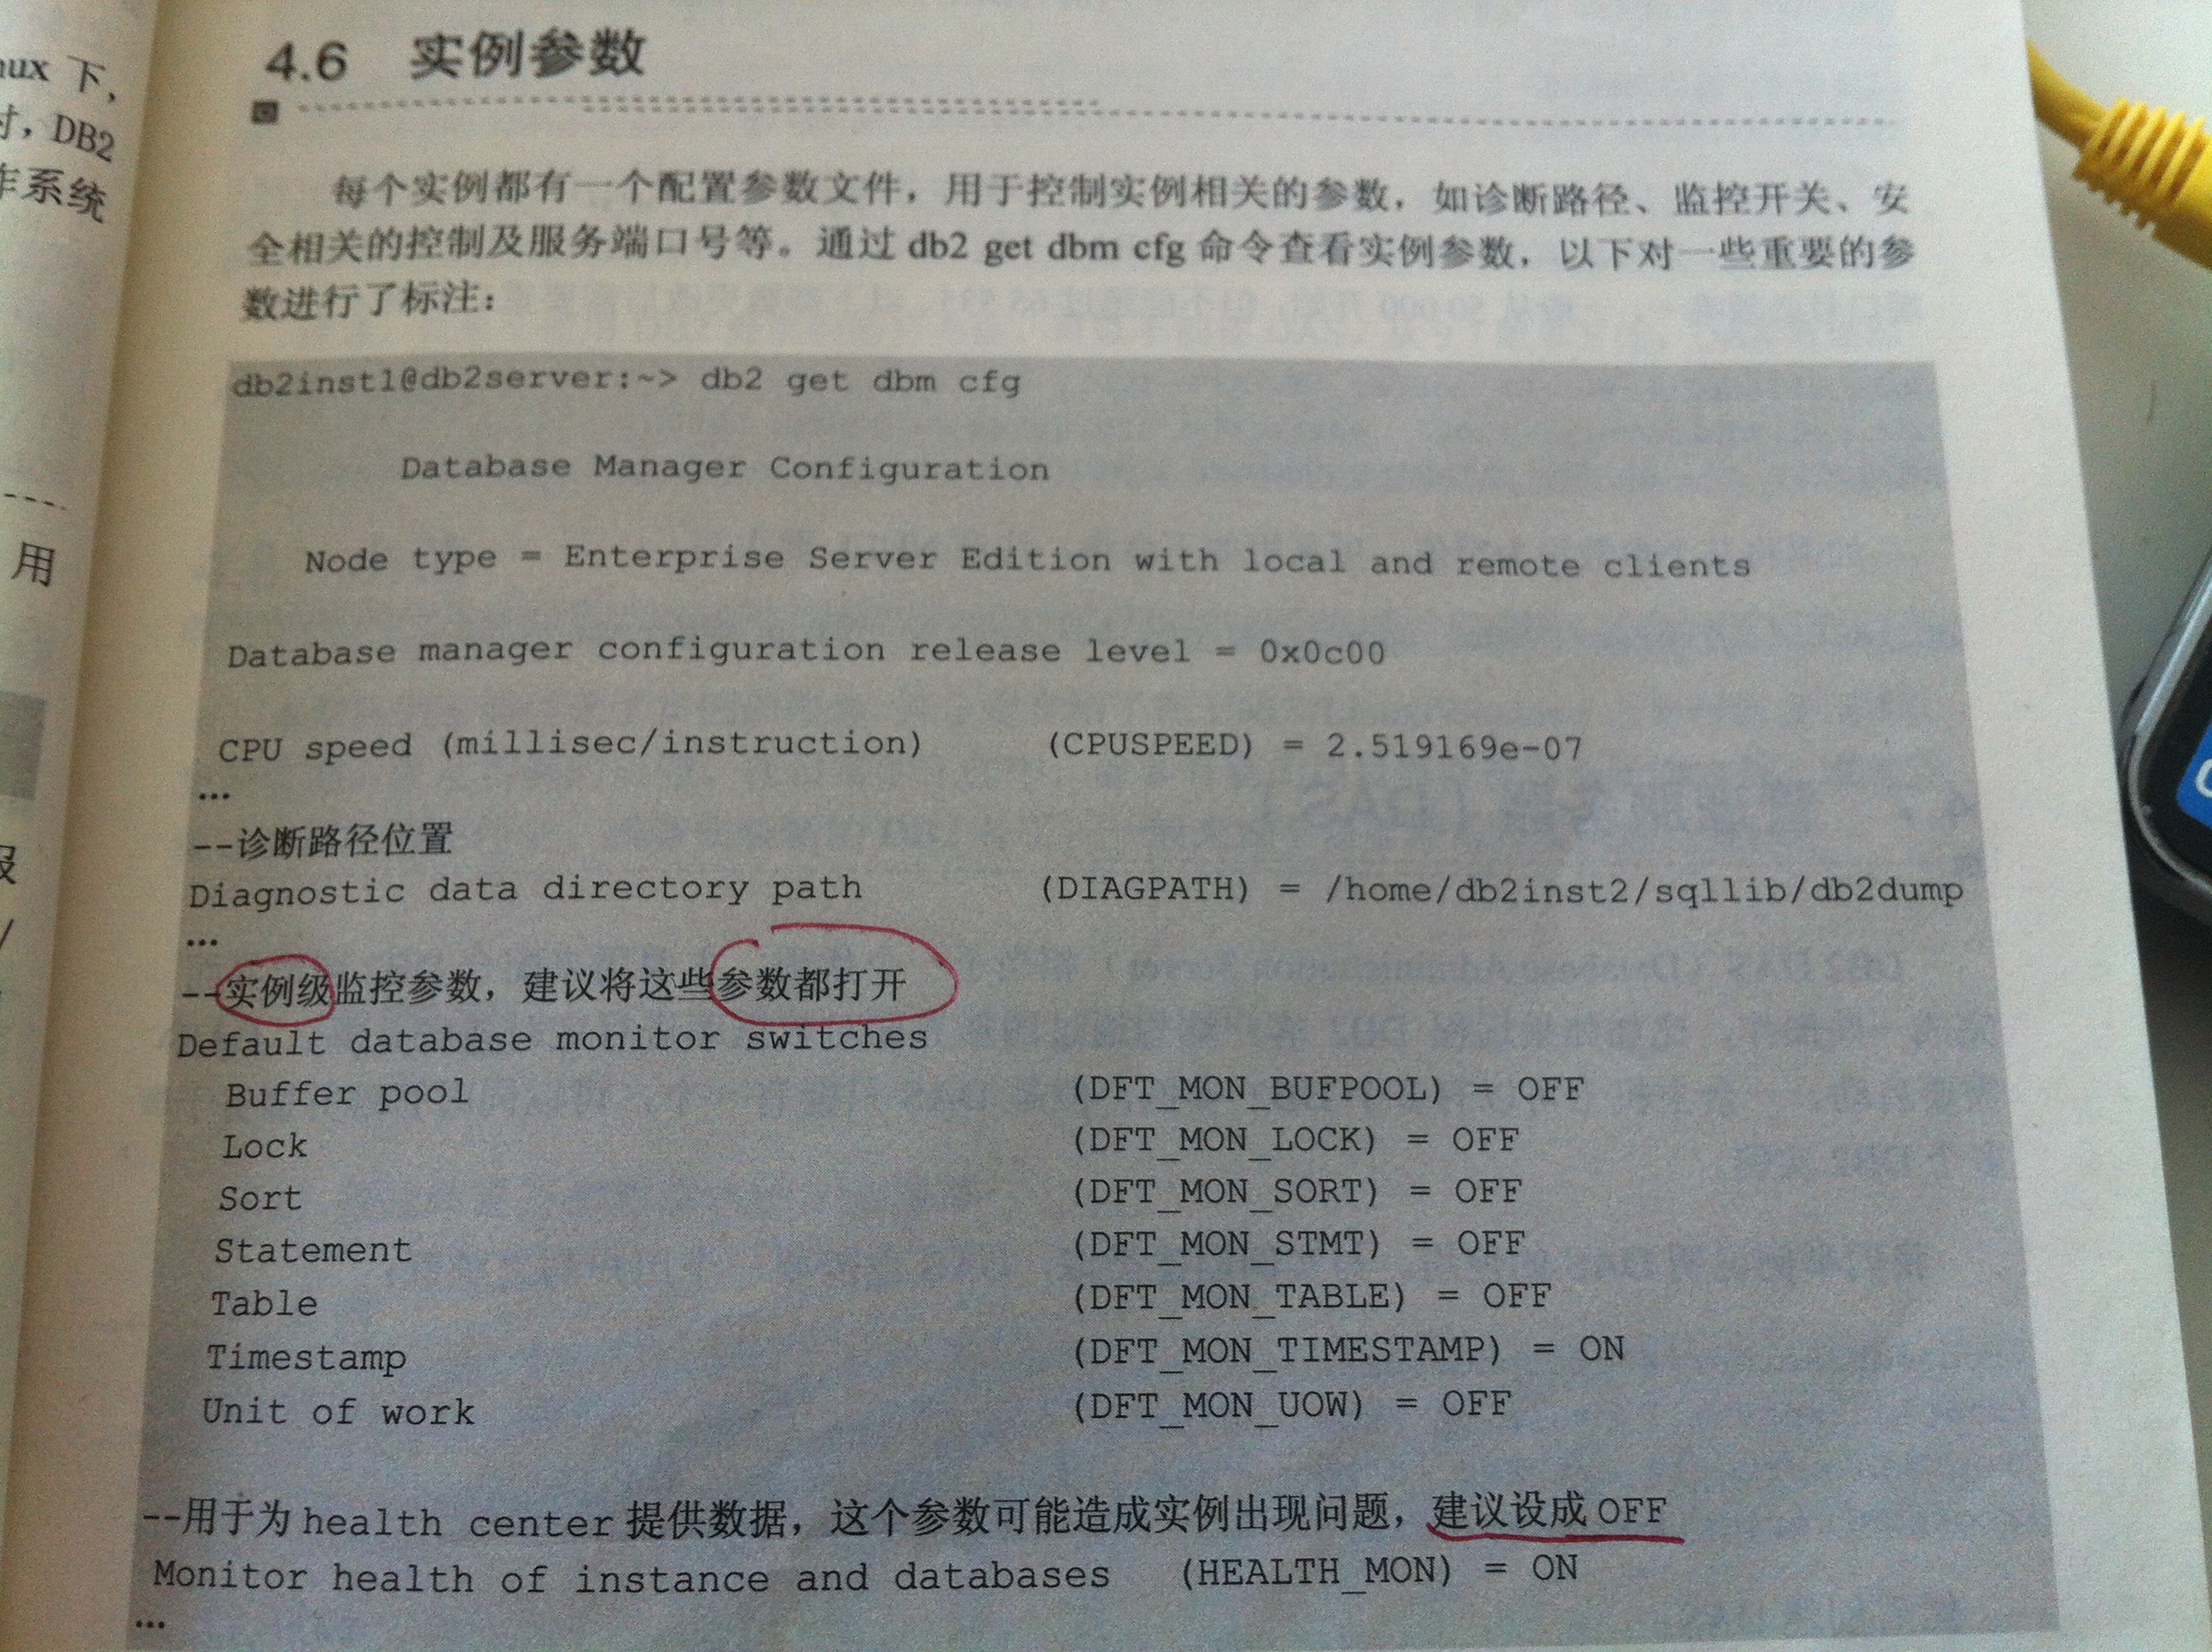 ux 下，
时，DB2
作系统
用
4.6 实例参数
每个实例都有一个配置参数文件，用于控制实例相关的参数，如诊断路径、监控开关、安
全相关的控制及服务端口号等。通过 db2 get dbm cfg 命令查看实例参数，以下对一些重要的参
数进行了标注：
db2inst1@db2server:~> db2 get dbm cfg
Database Manager Configuration
Node type = Enterprise Server Edition with local and remote clients
Database manager configuration release level = 0x0c00
CPU speed (millisec/instruction) (CPUSPEED) = 2.519169e-07
...
--诊断路径位置
Diagnostic data directory path (DIAGPATH) = /home/db2inst2/sqllib/db2dump
...
--实例级监控参数，建议将这些参数都打开
Default database monitor switches
Buffer pool (DFT_MON_BUFPOOL) = OFF
Lock (DFT_MON_LOCK) = OFF
Sort (DFT_MON_SORT) = OFF
Statement (DFT_MON_STMT) = OFF
Table (DFT_MON_TABLE) = OFF
Timestamp (DFT_MON_TIMESTAMP) = ON
Unit of work (DFT_MON_UOW) = OFF
--用于为 health center 提供数据，这个参数可能造成实例出现问题，建议设成 OFF
Monitor health of instance and databases (HEALTH_MON) = ON
...